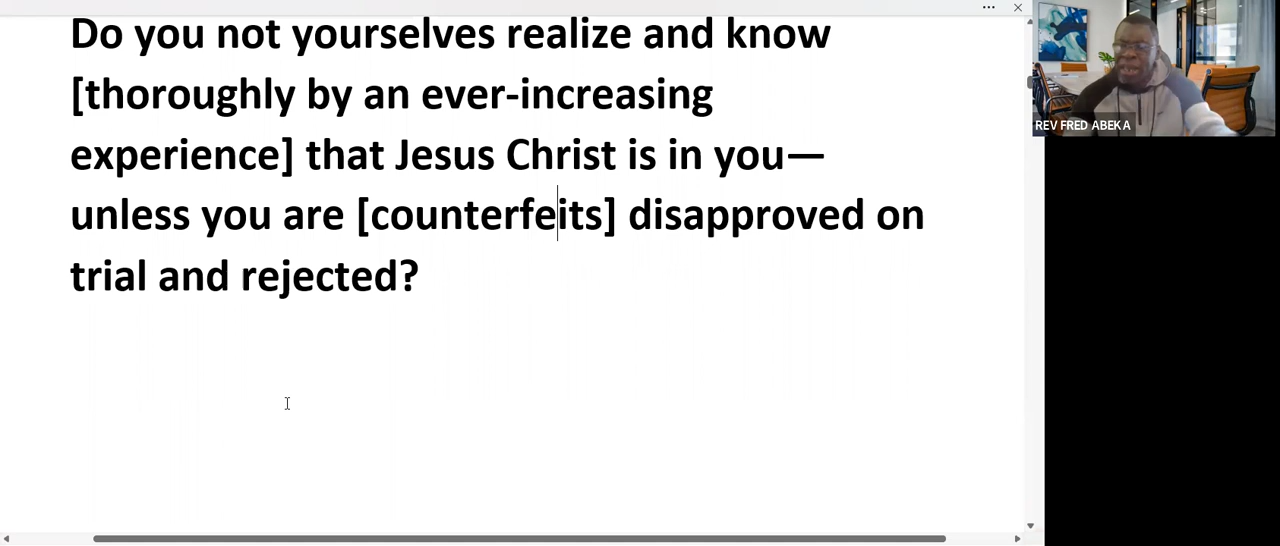 Do you not yourselves realize and know
[thoroughly by an ever-increasing
experience] that Jesus Christ is in you—
unless you are [counterfeits] disapproved on
trial and rejected?
REV FRED ABEKA